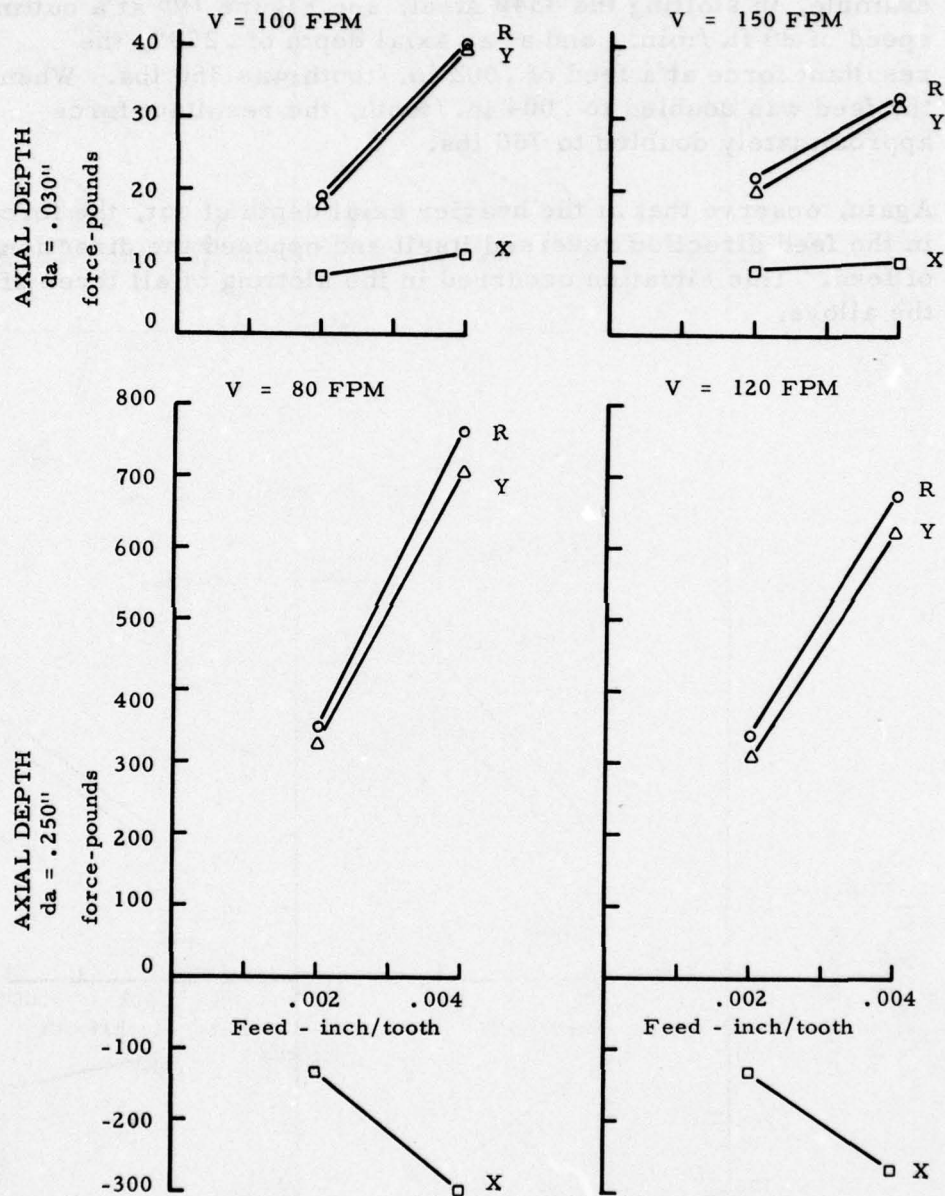 V = 100 FPM
V = 150 FPM
AXIAL DEPTH
da = .030"
force-pounds
40
30
20
10
0
R
Y
X
R
Y
X
V = 80 FPM
V = 120 FPM
AXIAL DEPTH
da = .250"
force-pounds
800
700
600
500
400
300
200
100
0
-100
-200
-300
R
Y
X
R
Y
X
.002
.004
.002
.004
Feed - inch/tooth
Feed - inch/tooth